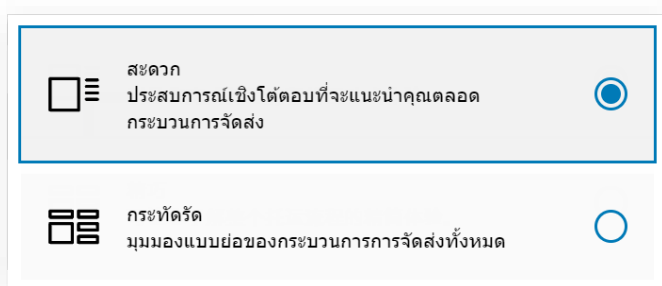 สะดวก
ประสบการณ์เชิงโต้ตอบที่จะแนะนำคุณตลอด
กระบวนการจัดส่ง
กระทัดรัด
มุมมองแบบย่อของกระบวนการการจัดส่งทั้งหมด